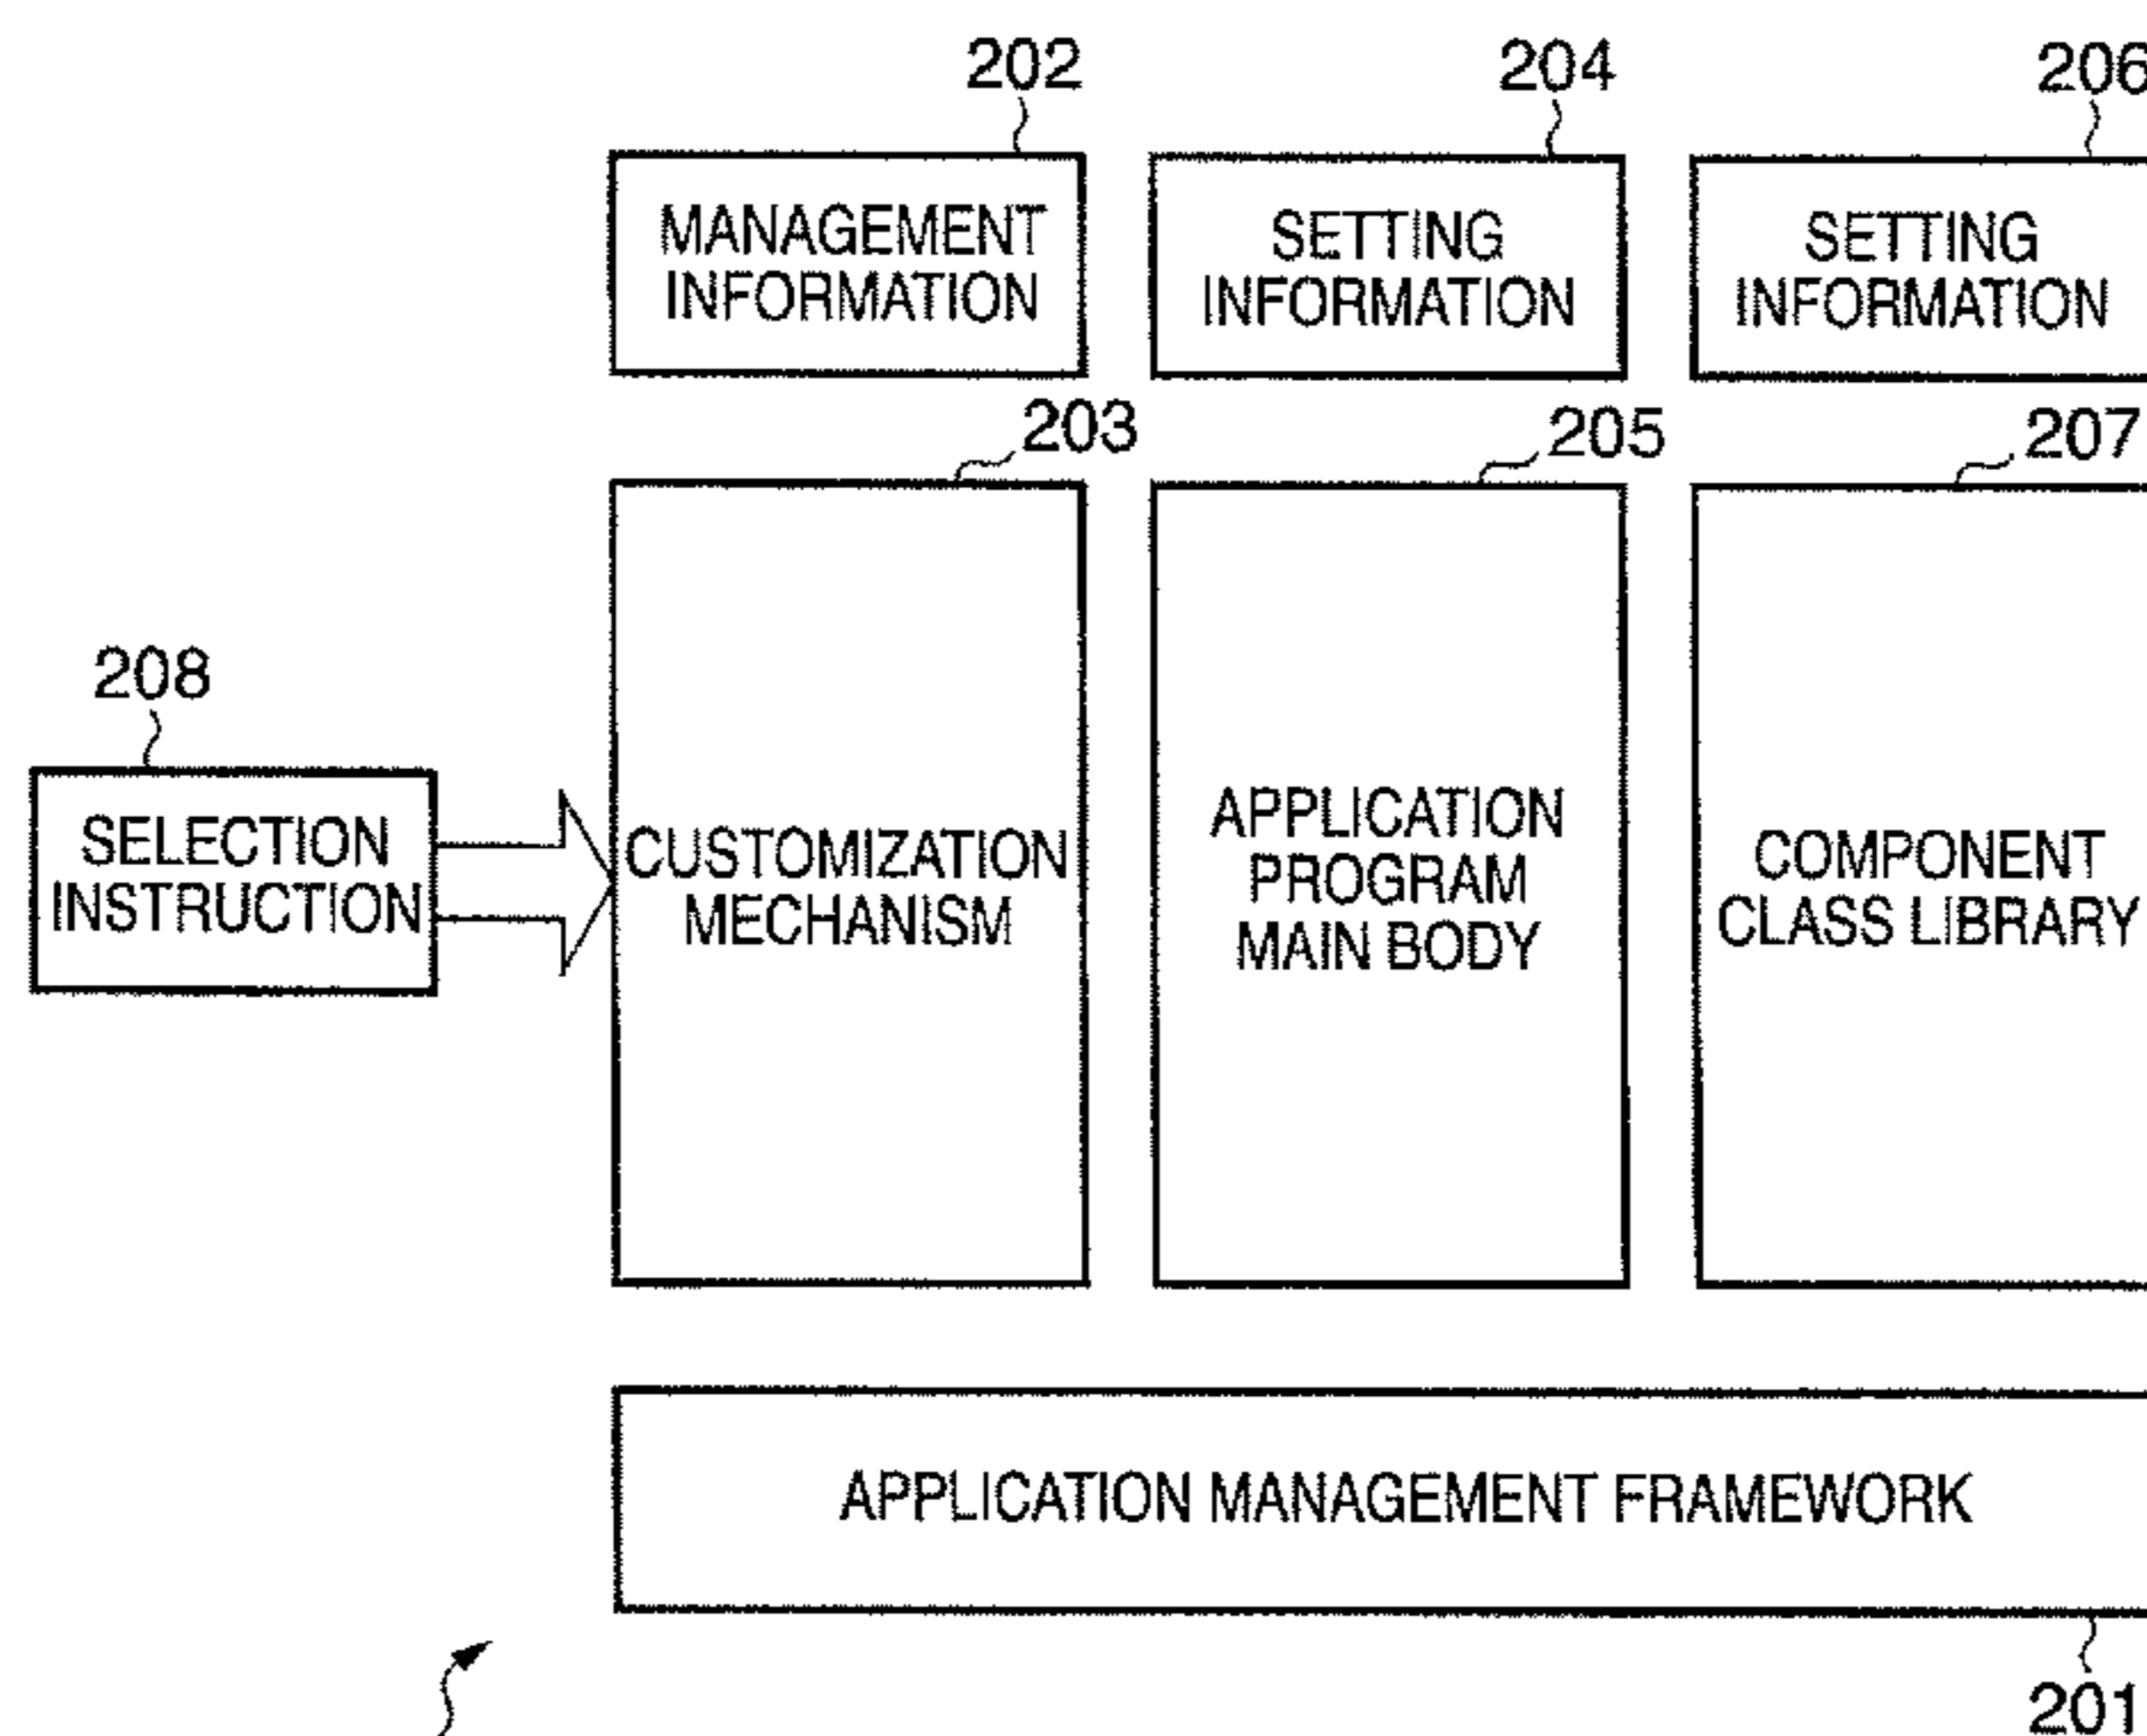 202
204
206
MANAGEMENT
INFORMATION
SETTING
INFORMATION
SETTING
INFORMATION
203
205
207
208
SELECTION
INSTRUCTION
CUSTOMIZATION
MECHANISM
APPLICATION
PROGRAM
MAIN BODY
COMPONENT
CLASS LIBRARY
APPLICATION MANAGEMENT FRAMEWORK
201